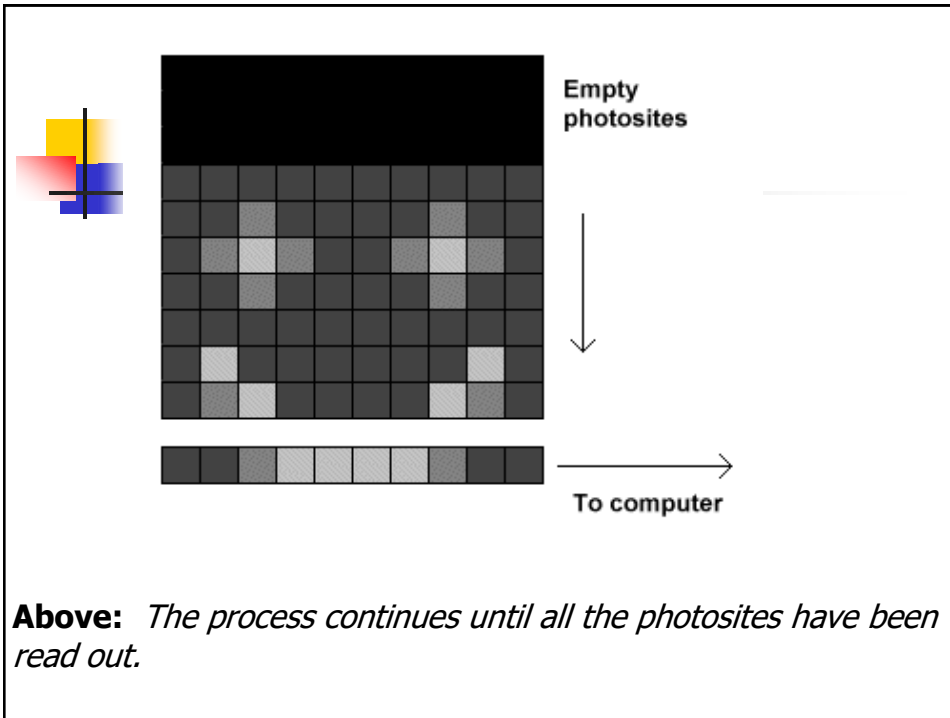 Empty
photosites
To computer
Above: The process continues until all the photosites have been
read out.